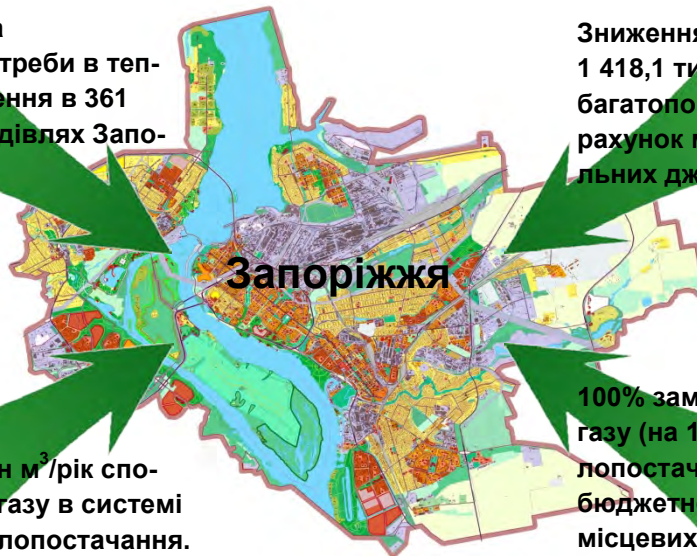 а
треби в теп-
ення в 361
дівлях Запо-
Зниження
1 418,1 ти
багатопо
рахунок м
льних дж
Запоріжжя
н м³/рік спо-
газу в системі
лопостачання.
100% зам
газу (на 1
лопостач
бюджетн
місцевих